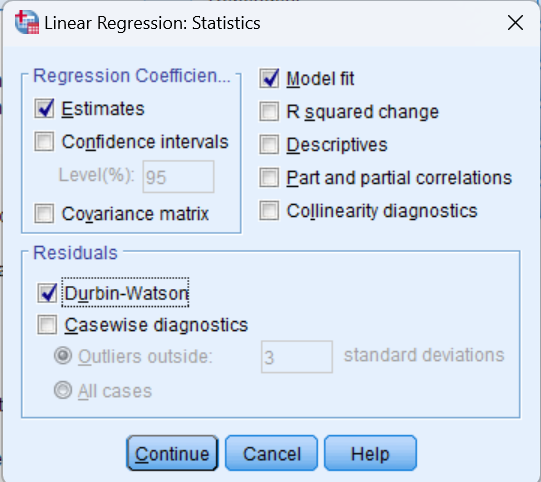 Linear Regression: Statistics
Regression Coefficien...
Estimates
Confidence intervals
Level(%): 95
Covariance matrix
Model fit
R squared change
Descriptives
Part and partial correlations
Collinearity diagnostics
Residuals
Durbin-Watson
Casewise diagnostics
Outliers outside: 3 standard deviations
All cases
Continue Cancel Help